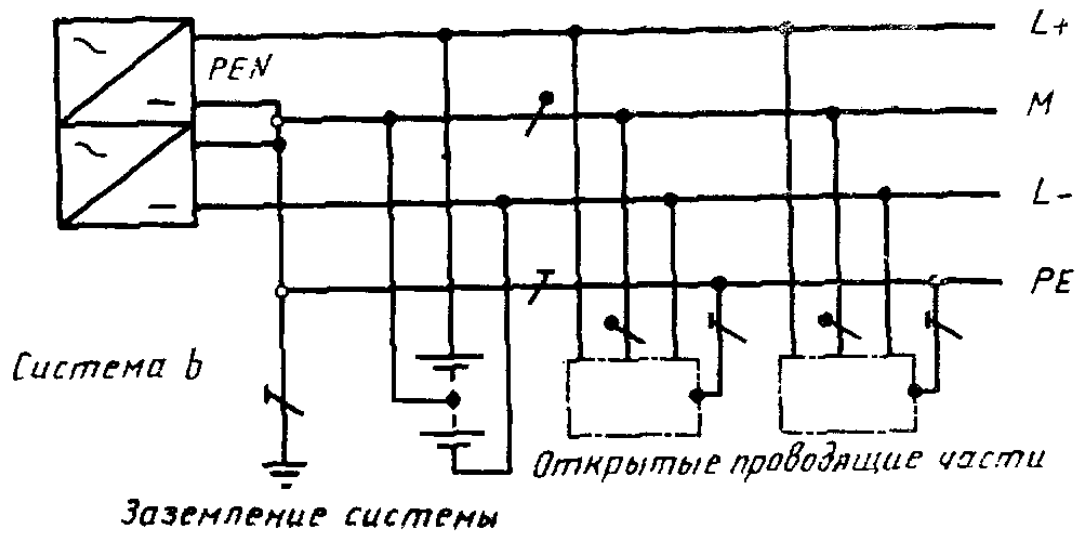 L+
PEN
M
L-
PE
Система b
Открытые проводящие части
Заземление системы